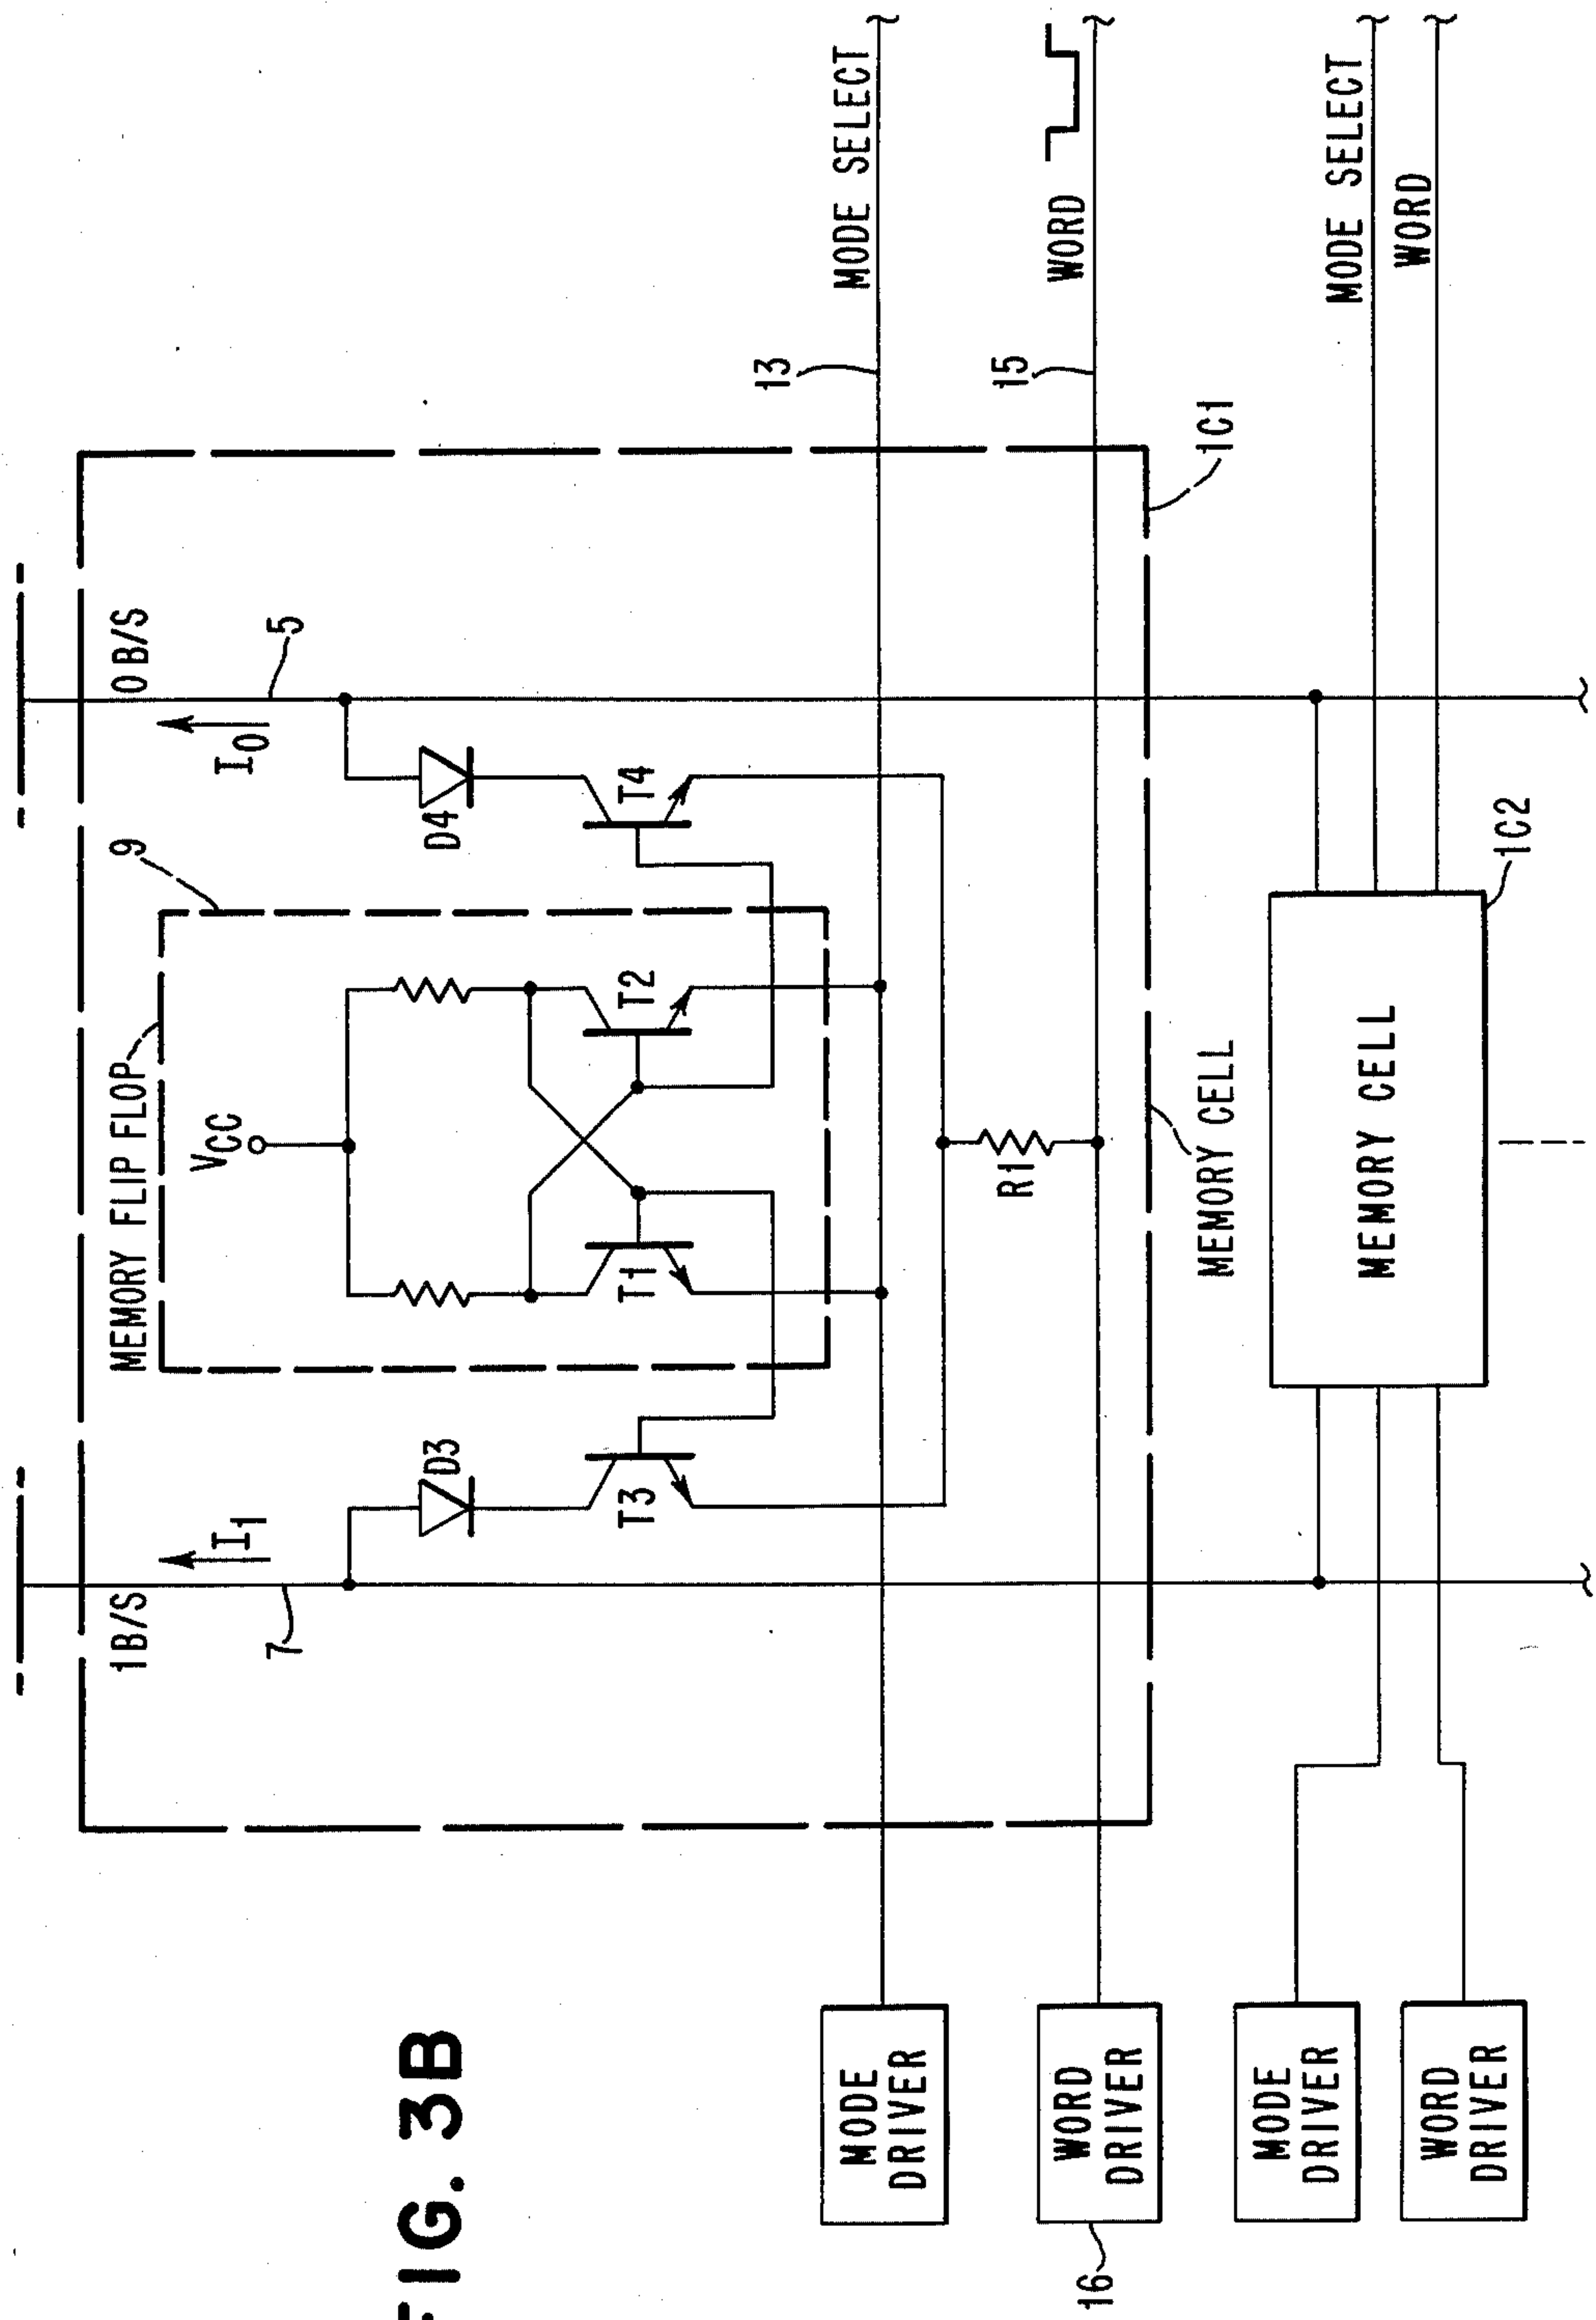 FIG. 3B
1B/S
0B/S
I1
I0
7
5
MEMORY FLIP FLOP
9
VCC
D3
D4
T3
T1
T2
T4
MODE
DRIVER
13
MODE SELECT
R1
16
WORD
DRIVER
15
WORD
MEMORY CELL
1C1
MODE
DRIVER
MEMORY CELL
MODE SELECT
WORD
DRIVER
WORD
1C2